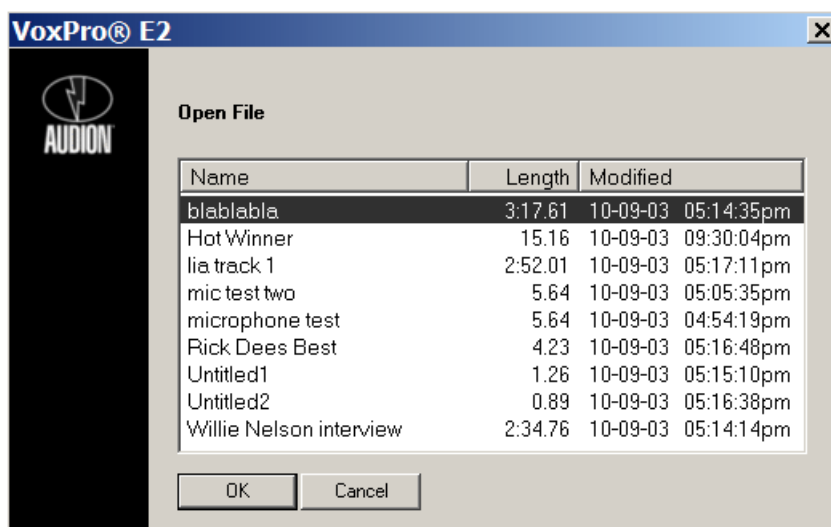 VoxPro® E2
AUDION
Open File
Name Length Modified
blablabla 3:17.61 10-09-03 05:14:35pm
Hot Winner 15.16 10-09-03 09:30:04pm
lia track 1 2:52.01 10-09-03 05:17:11pm
mic test two 5.64 10-09-03 05:05:35pm
microphone test 5.64 10-09-03 04:54:19pm
Rick Dees Best 4.23 10-09-03 05:16:48pm
Untitled1 1.26 10-09-03 05:15:10pm
Untitled2 0.89 10-09-03 05:16:38pm
Willie Nelson interview 2:34.76 10-09-03 05:14:14pm
OK Cancel